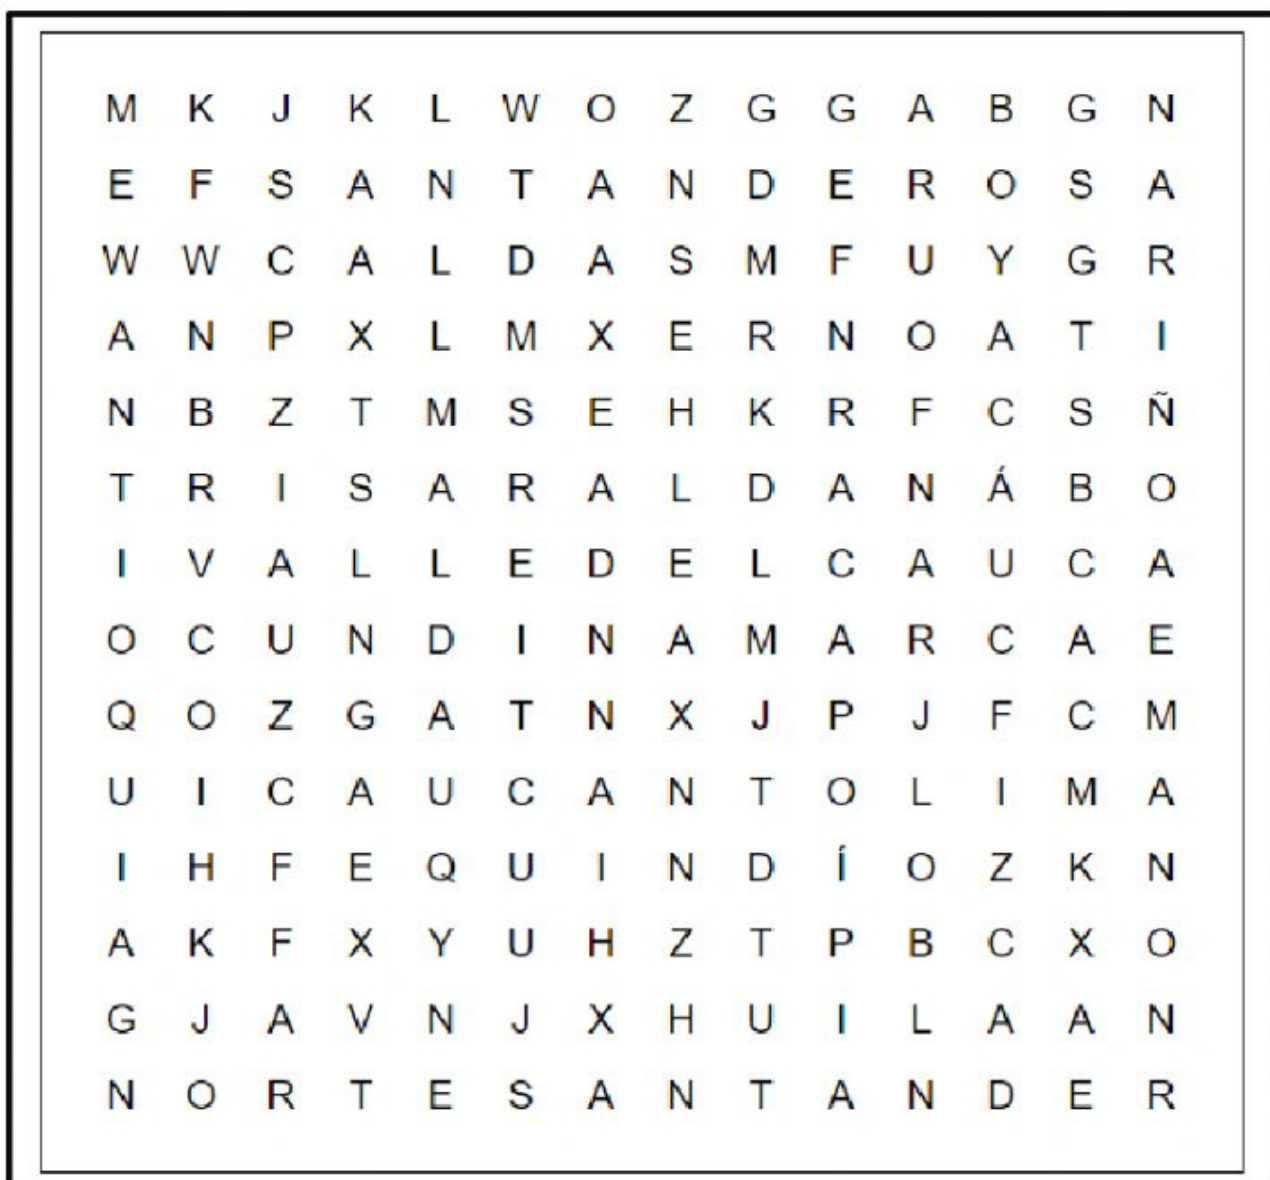 M K J K L W O Z G G A B G N
E F S A N T A N D E R O S A
W W C A L D A S M F U Y G R
A N P X L M X E R N O A T I
N B Z T M S E H K R F C S Ñ
T R I S A R A L D A N Á B O
I V A L L E D E L C A U C A
O C U N D I N A M A R C A E
Q O Z G A T N X J P J F C M
U I C A U C A N T O L I M A
I H F E Q U I N D Í O Z K N
A K F X Y U H Z T P B C X O
G J A V N J X H U I L A A N
N O R T E S A N T A N D E R